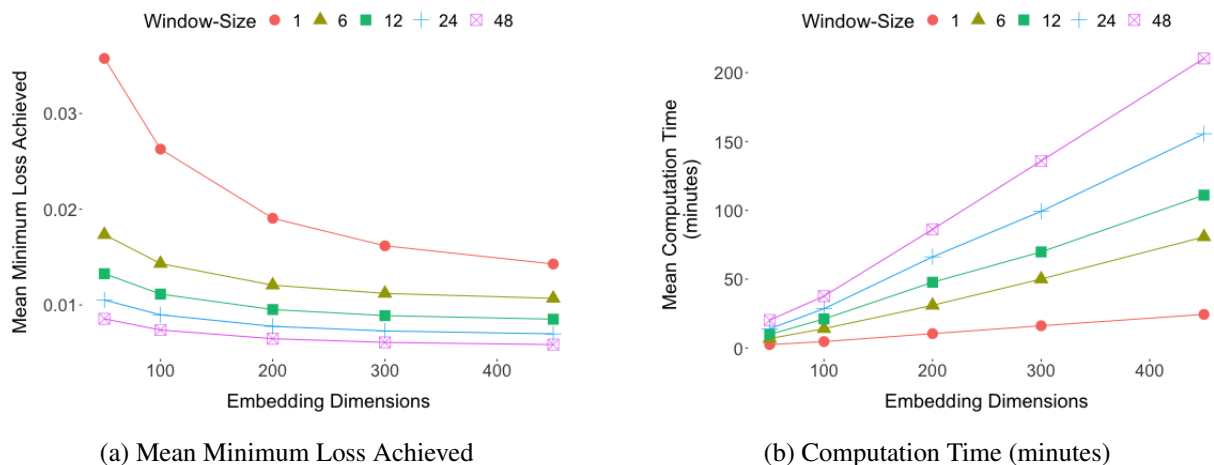 Window-Size 1 6 12 24 48
Mean Minimum Loss Achieved
0.03
0.02
0.01
100 200 300 400
Embedding Dimensions
(a) Mean Minimum Loss Achieved
Window-Size 1 6 12 24 48
Mean Computation Time
(minutes)
200
150
100
50
0
100 200 300 400
Embedding Dimensions
(b) Computation Time (minutes)